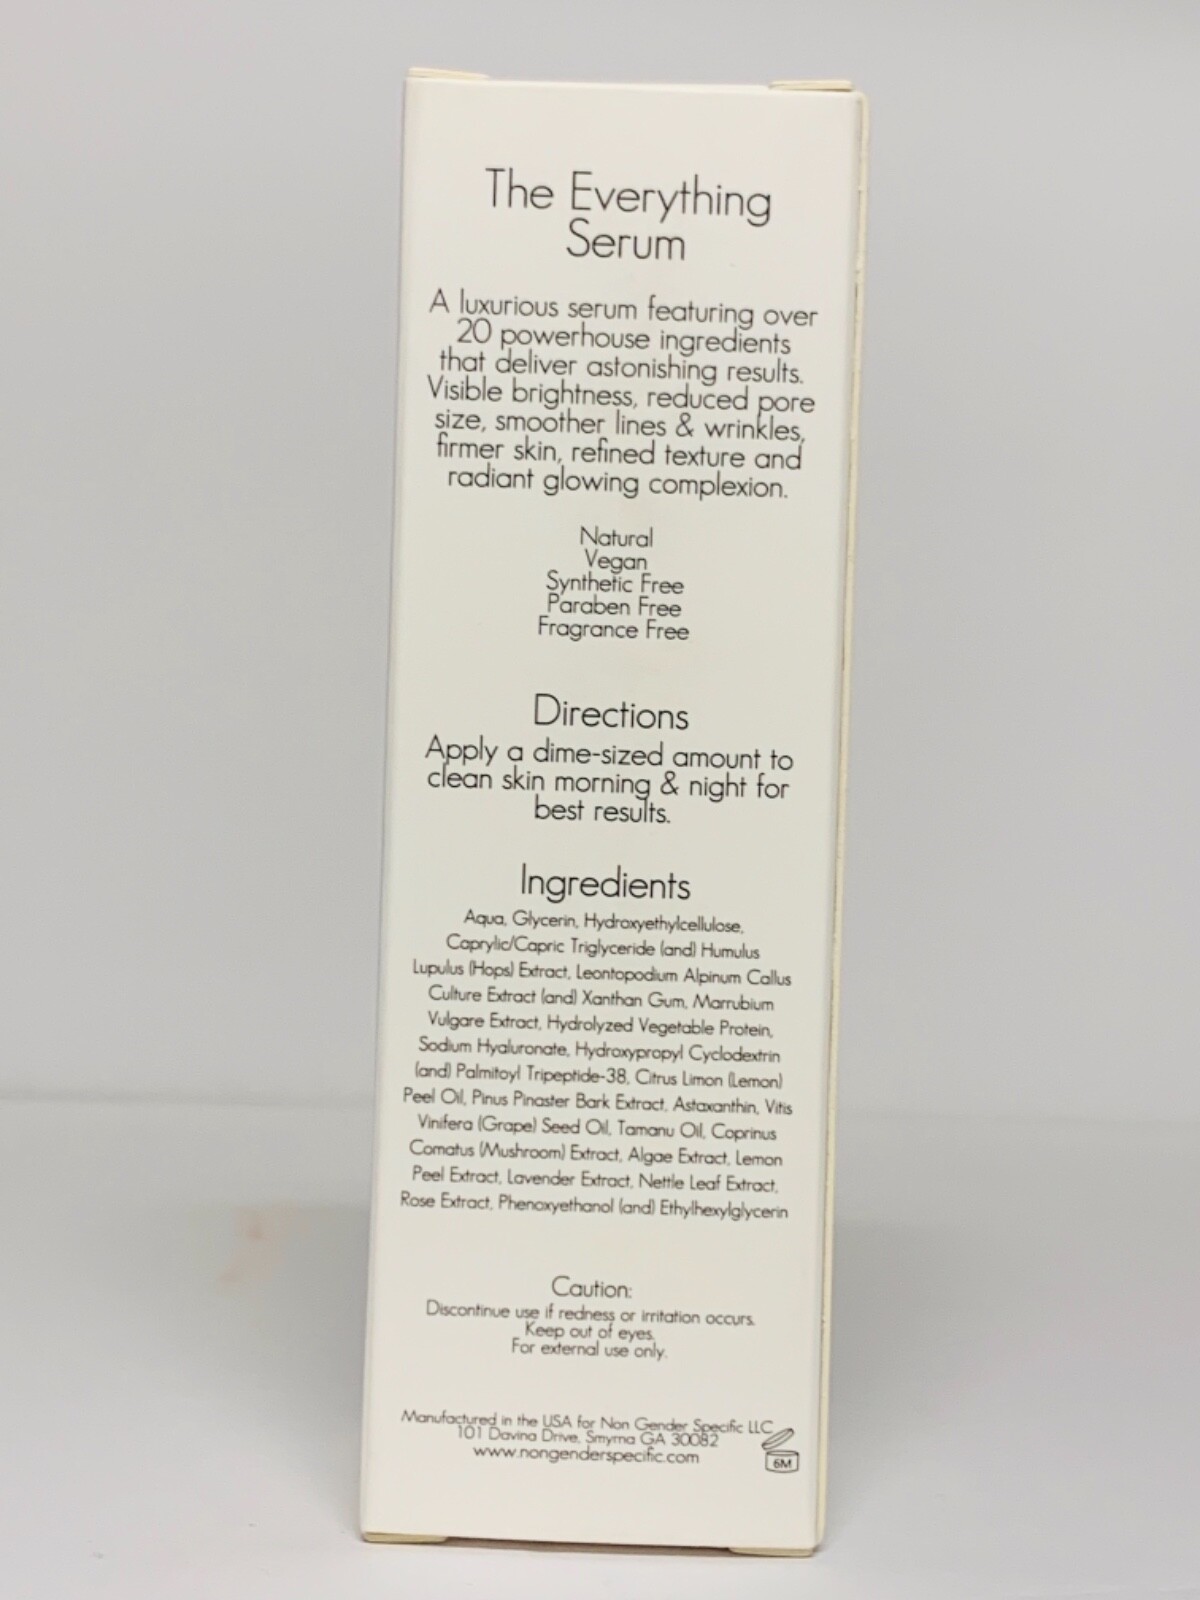 The Everything
Serum
A luxurious serum featuring over
20 powerhouse ingredients
that deliver astonishing results.
Visible brightness, reduced pore
size, smoother lines & wrinkles,
firmer skin, refined texture and
radiant glowing complexion.
Natural
Vegan
Synthetic Free
Paraben Free
Fragrance Free
Directions
Apply a dime-sized amount to
clean skin morning & night for
best results.
Ingredients
Aqua, Glycerin, Hydroxyethylcellulose,
Caprylic/Capric Triglyceride (and) Humulus
Lupulus (Hops) Extract, Leontopodium Alpinum Callus
Culture Extract (and) Xanthan Gum, Marrubium
Vulgare Extract, Hydrolyzed Vegetable Protein,
Sodium Hyaluronate, Hydroxypropyl Cyclodextrin
(and) Palmitoyl Tripeptide-38, Citrus Limon (Lemon)
Peel Oil, Pinus Pinaster Bark Extract, Astaxanthin, Vitis
Vinifera (Grape) Seed Oil, Tamanu Oil, Coprinus
Comatus (Mushroom) Extract, Algae Extract, Lemon
Peel Extract, Lavender Extract, Nettle Leaf Extract,
Rose Extract, Phenoxyethanol (and) Ethylhexylglycerin
Caution:
Discontinue use if redness or irritation occurs.
Keep out of eyes.
For external use only.
Manufactured in the USA for Non Gender Specific LLC
101 Davina Drive, Smyrna GA 30082
www.nongenderspecific.com
6M